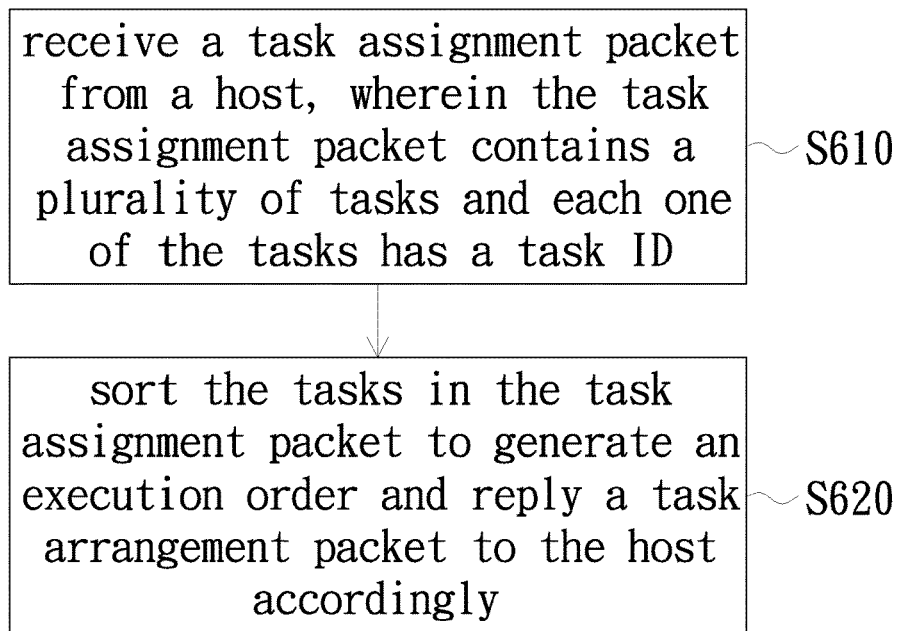 receive a task assignment packet
from a host, wherein the task
assignment packet contains a
plurality of tasks and each one
of the tasks has a task ID
S610
sort the tasks in the task
assignment packet to generate an
execution order and reply a task
arrangement packet to the host
accordingly
S620